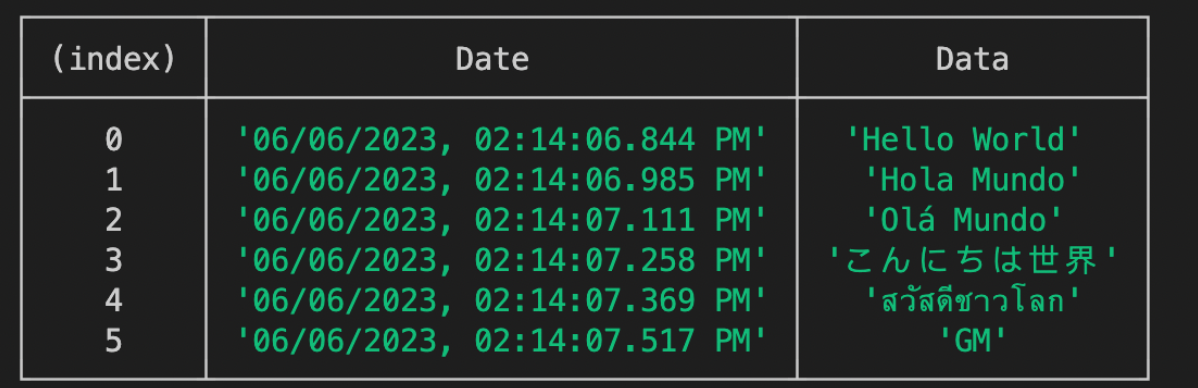 (index) Date Data
0 '06/06/2023, 02:14:06.844 PM' 'Hello World'
1 '06/06/2023, 02:14:06.985 PM' 'Hola Mundo'
2 '06/06/2023, 02:14:07.111 PM' 'Olá Mundo'
3 '06/06/2023, 02:14:07.258 PM' 'こんにちは世界'
4 '06/06/2023, 02:14:07.369 PM' 'สวัสดีชาวโลก'
5 '06/06/2023, 02:14:07.517 PM' 'GM'